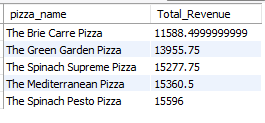 pizza_name Total_Revenue
The Brie Carre Pizza 11588.4999999999
The Green Garden Pizza 13955.75
The Spinach Supreme Pizza 15277.75
The Mediterranean Pizza 15360.5
The Spinach Pesto Pizza 15596